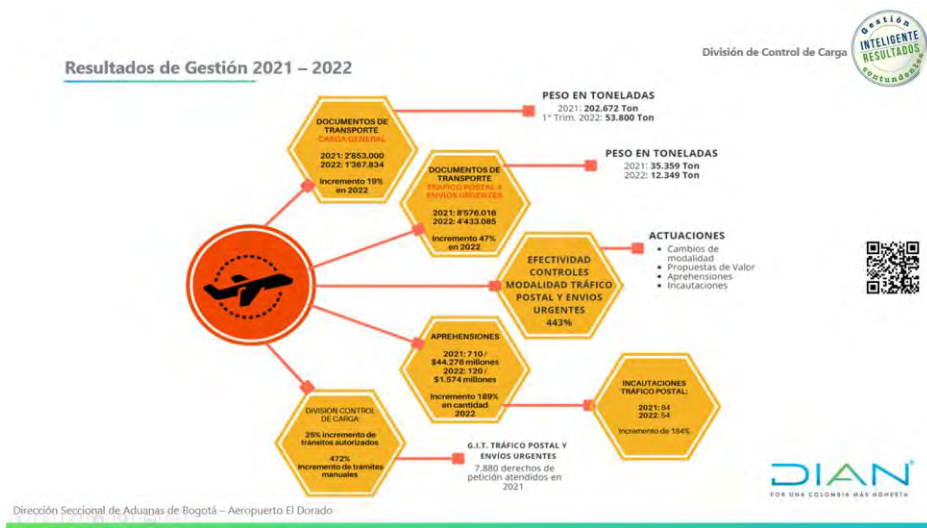 División de Control de Carga
Gestión
INTELIGENTE
RESULTADOS
contundentes
Resultados de Gestión 2021 – 2022
PESO EN TONELADAS
2021: 202.672 Ton
1° Trim. 2022: 53.800 Ton
DOCUMENTOS DE
TRANSPORTE
CARGA GENERAL
2021: 2'853.000
2022: 1'367.834
Incremento 19%
en 2022
PESO EN TONELADAS
2021: 35.359 Ton
2022: 12.349 Ton
DOCUMENTOS DE
TRANSPORTE
TRÁFICO POSTAL Y
ENVÍOS URGENTES
2021: 8'576.016
2022: 4'433.085
Incremento 47%
en 2022
ACTUACIONES
• Cambios de
modalidad
• Propuestas de Valor
• Aprehensiones
• Incautaciones
EFECTIVIDAD
CONTROLES
MODALIDAD TRÁFICO
POSTAL Y ENVIOS
URGENTES
443%
APREHENSIONES
2021: 710 /
$44.276 millones
2022: 120 /
$1.574 millones
Incremento 189%
en cantidad
2022
INCAUTACIONES
TRÁFICO POSTAL:
2021: 84
2022: 54
Incremento de 184%
DIVISIÓN CONTROL
DE CARGA:
25% incremento de
tránsitos autorizados
472%
Incremento de trámites
manuales
G.I.T. TRÁFICO POSTAL Y
ENVÍOS URGENTES
7.880 derechos de
petición atendidos en
2021
DIAN
POR UNA COLOMBIA MÁS HONESTA
Dirección Seccional de Aduanas de Bogotá – Aeropuerto El Dorado